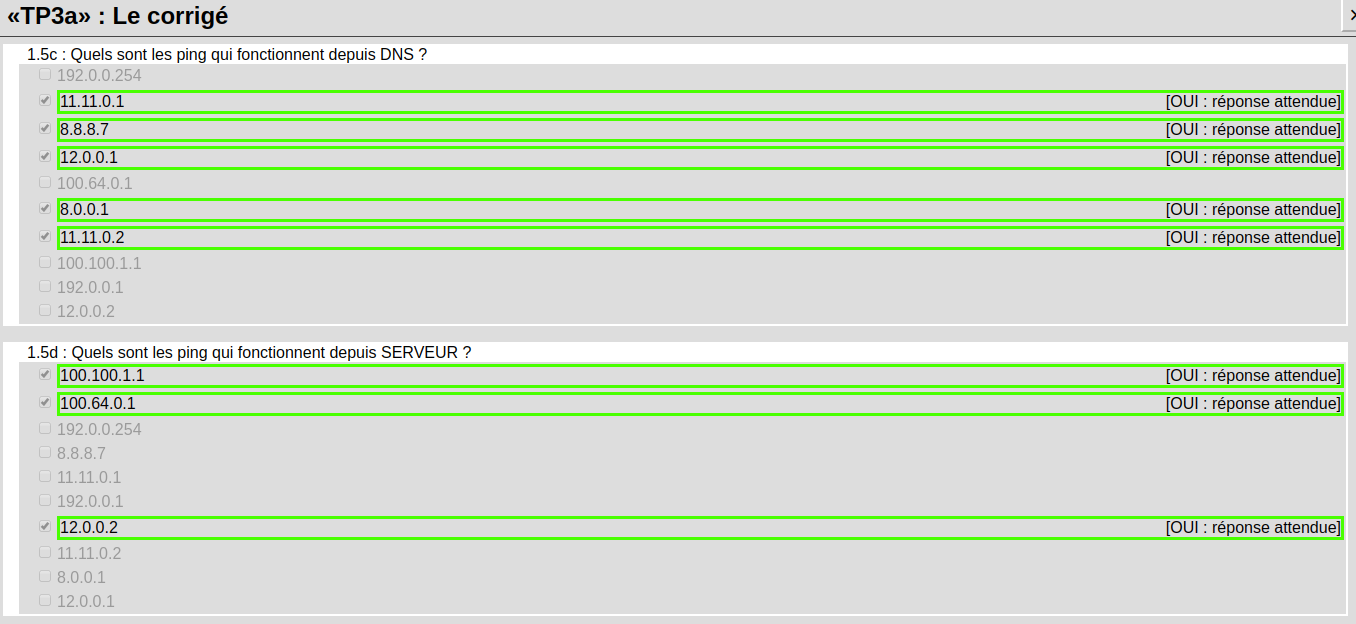 «TP3a» : Le corrigé
1.5c : Quels sont les ping qui fonctionnent depuis DNS ?
192.0.0.254
11.11.0.1 [OUI : réponse attendue]
8.8.8.7 [OUI : réponse attendue]
12.0.0.1 [OUI : réponse attendue]
100.64.0.1
8.0.0.1 [OUI : réponse attendue]
11.11.0.2 [OUI : réponse attendue]
100.100.1.1
192.0.0.1
12.0.0.2
1.5d : Quels sont les ping qui fonctionnent depuis SERVEUR ?
100.100.1.1 [OUI : réponse attendue]
100.64.0.1 [OUI : réponse attendue]
192.0.0.254
8.8.8.7
11.11.0.1
192.0.0.1
12.0.0.2 [OUI : réponse attendue]
11.11.0.2
8.0.0.1
12.0.0.1